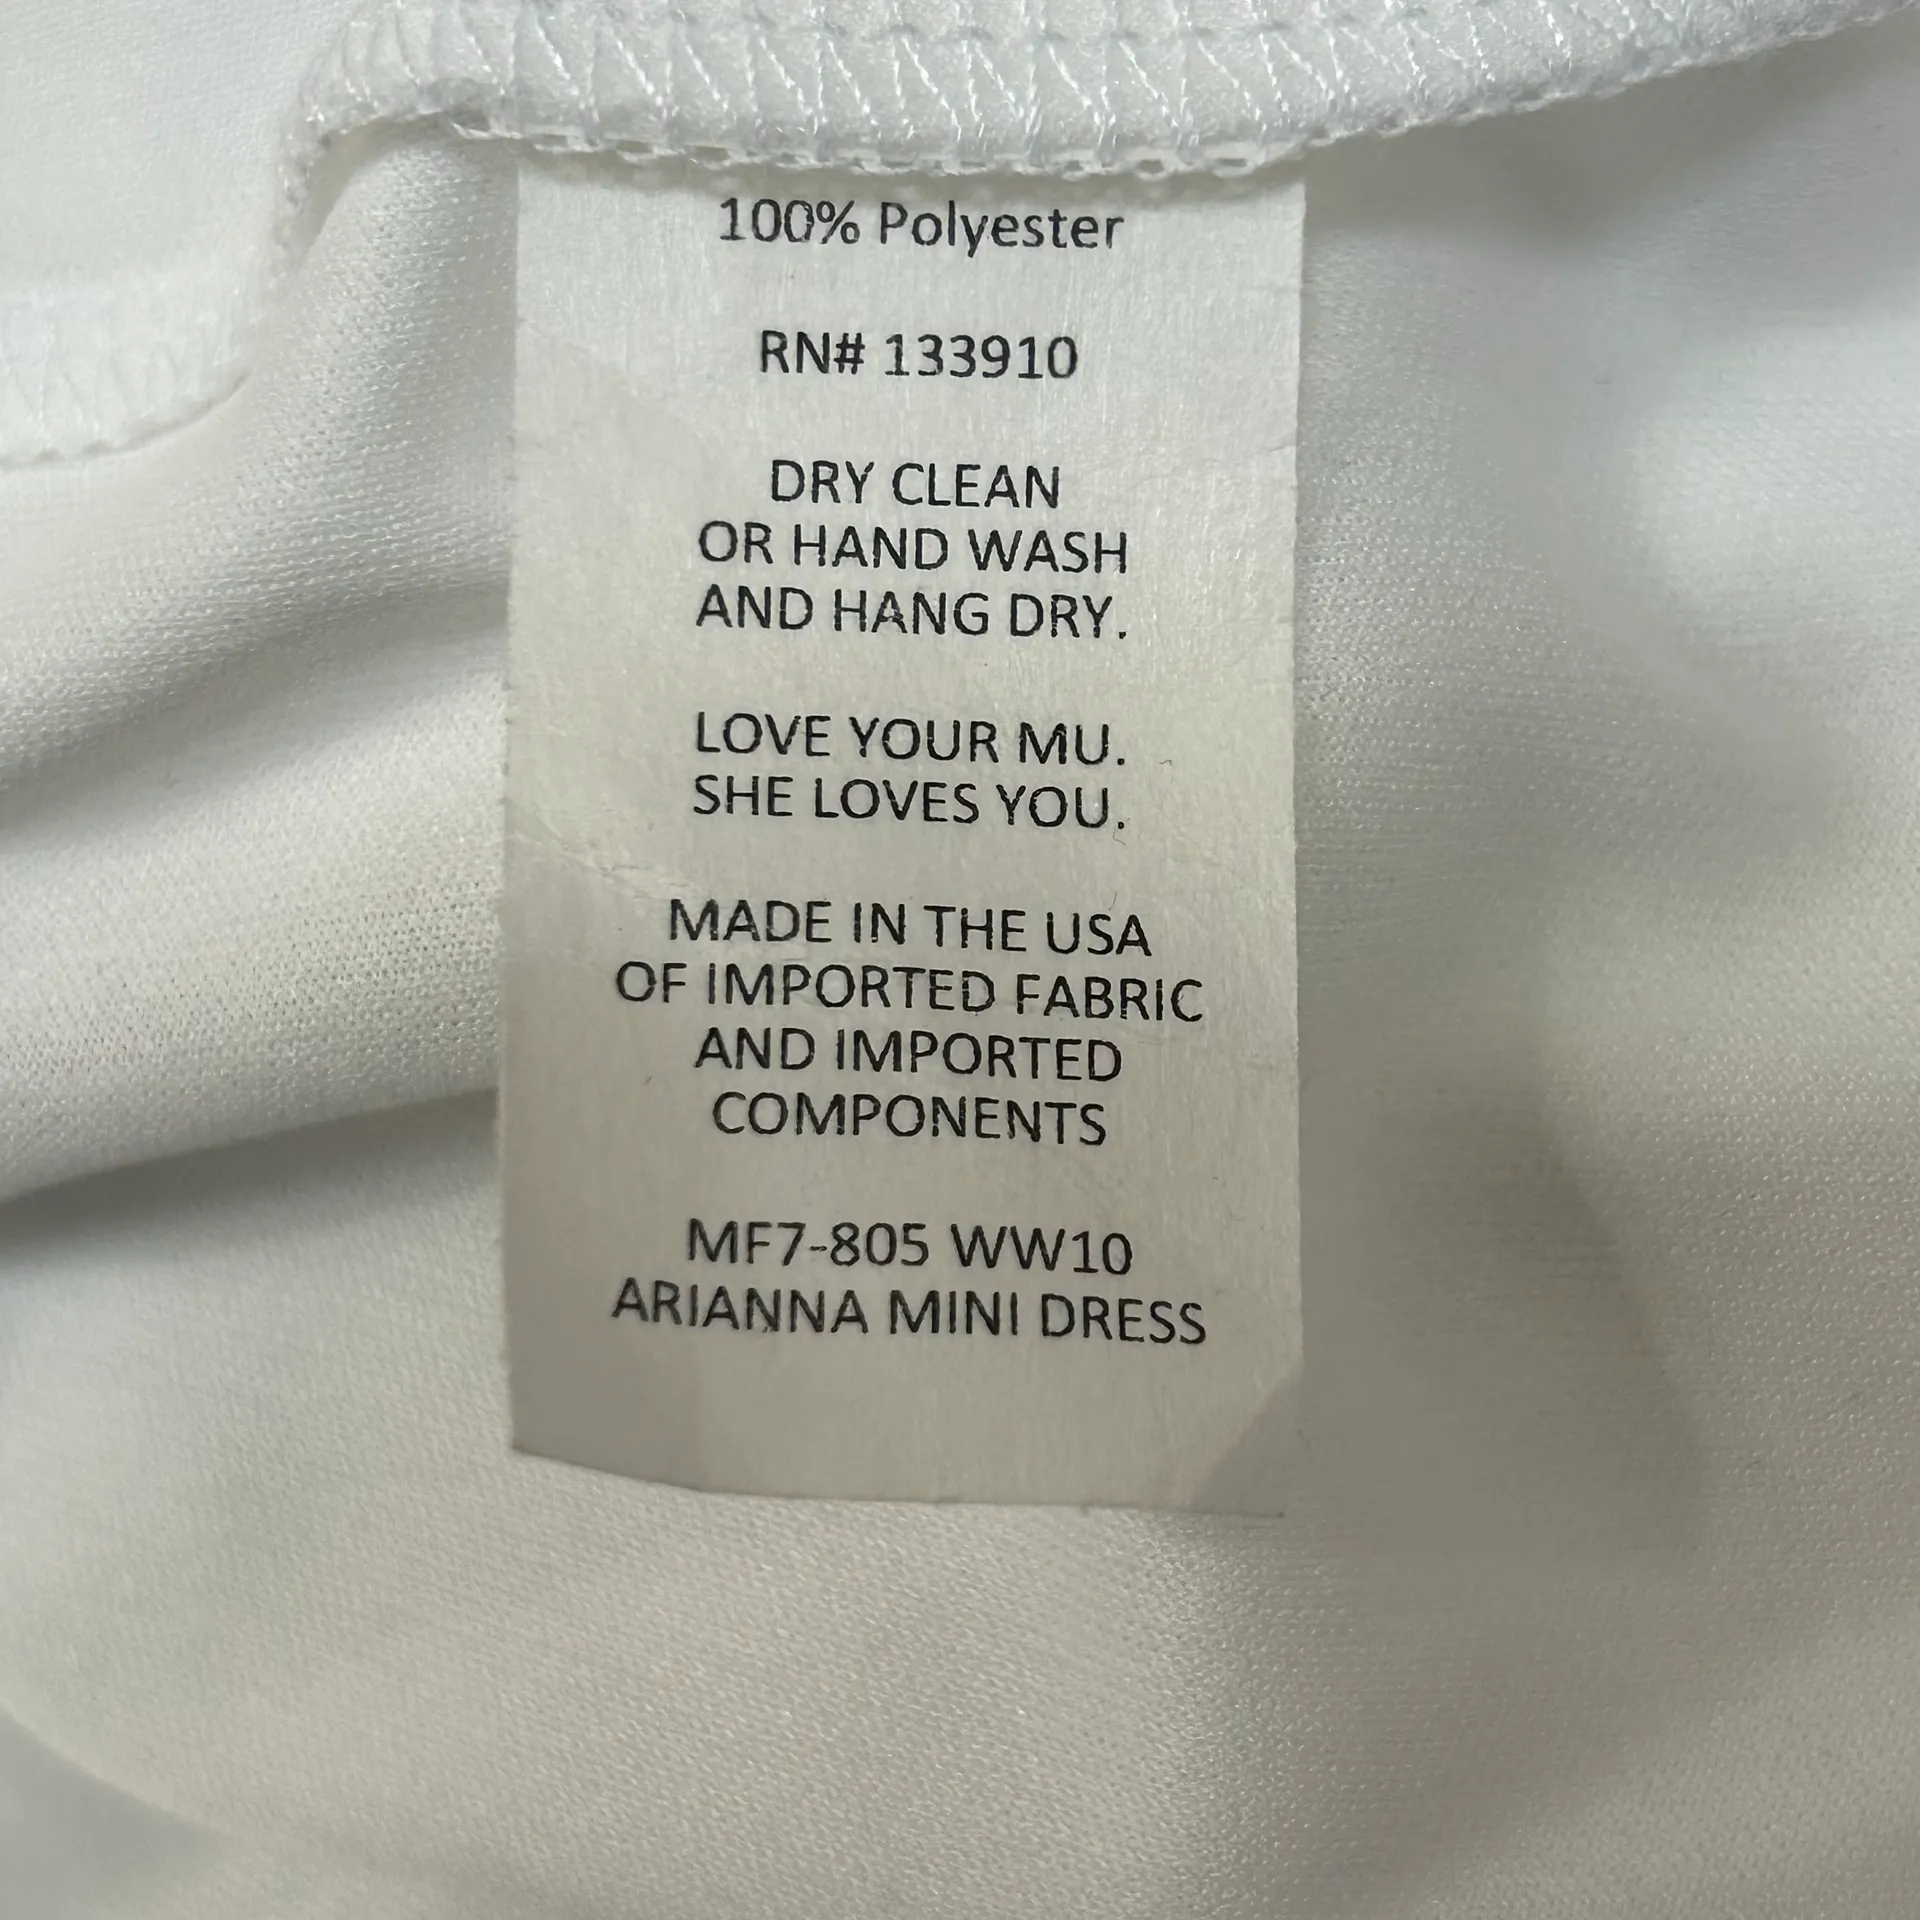 100% Polyester
RN# 133910
DRY CLEAN
OR HAND WASH
AND HANG DRY.
LOVE YOUR MU.
SHE LOVES YOU.
MADE IN THE USA
OF IMPORTED FABRIC
AND IMPORTED
COMPONENTS
MF7-805 WW10
ARIANNA MINI DRESS